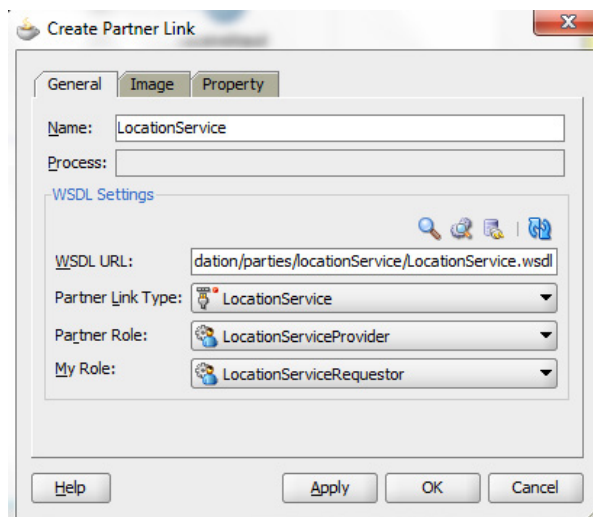 Create Partner Link
General Image Property
Name: LocationService
Process:
WSDL Settings
WSDL URL: dation/parties/locationService/LocationService.wsdl
Partner Link Type: LocationService
Partner Role: LocationServiceProvider
My Role: LocationServiceRequestor
Help Apply OK Cancel